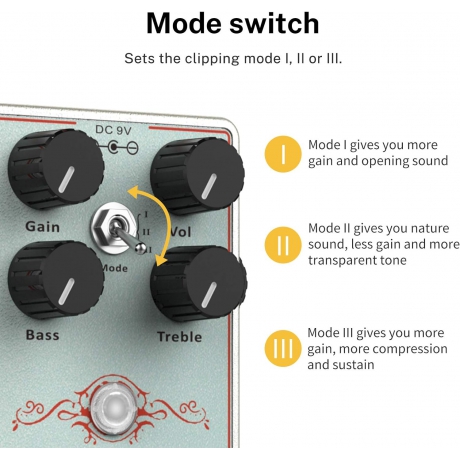 Mode switch
Sets the clipping mode I, II or III.
DC 9V
I
Mode I gives you more
gain and opening sound
Gain
I
II
Vol
II
Mode II gives you nature
sound, less gain and more
transparent tone
Mode
Bass
Treble
III
Mode III gives you more
gain, more compression
and sustain